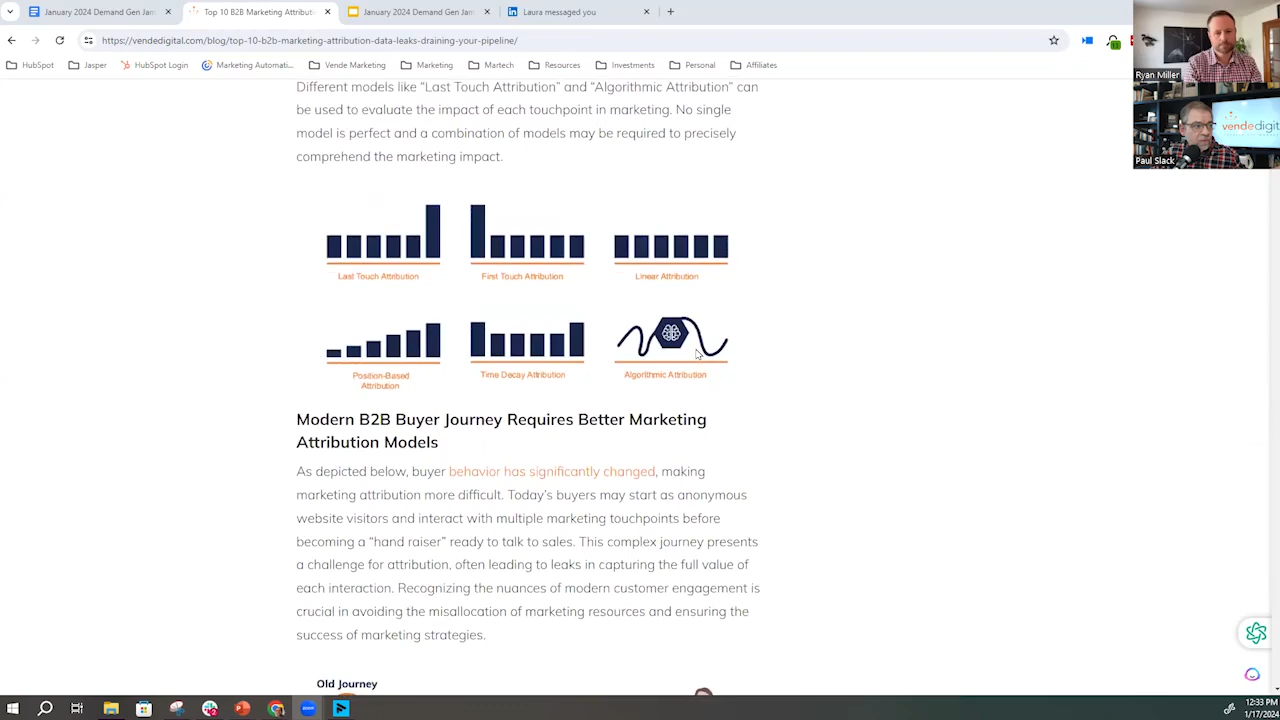 January 2024 Demand Gen Jam
Top 10 B2B Marketing Attribut
January 2024 Demand Gen Jam
Laura messaged you
https://vendedigital.com/blog/top-10-b2b-marketing-attribution-data-leaks-draining-your-pipeline/
HubSpot
Jasper
HubSpot Login
Marketing Automati...
Vende Marketing
Marketing
Martech
Resources
Investments
Personal
Affiliates
Ryan Miller
vendedigit
Paul Slack
Different models like “Last Touch Attribution” and “Algorithmic Attribution” can
be used to evaluate the impact of each touchpoint in marketing. No single
model is perfect and a combination of models may be required to precisely
comprehend the marketing impact.
Last Touch Attribution
First Touch Attribution
Linear Attribution
Position-Based
Attribution
Time Decay Attribution
Algorithmic Attribution
Modern B2B Buyer Journey Requires Better Marketing
Attribution Models
As depicted below, buyer behavior has significantly changed, making
marketing attribution more difficult. Today’s buyers may start as anonymous
website visitors and interact with multiple marketing touchpoints before
becoming a “hand raiser” ready to talk to sales. This complex journey presents
a challenge for attribution, often leading to leaks in capturing the full value of
each interaction. Recognizing the nuances of modern customer engagement is
crucial in avoiding the misallocation of marketing resources and ensuring the
success of marketing strategies.
Old Journey
12:33 PM
1/17/2024